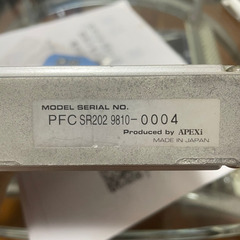 MODEL SERIAL NO.
PFC SR202 9810-0004
Produced by APEXi
MADE IN JAPAN